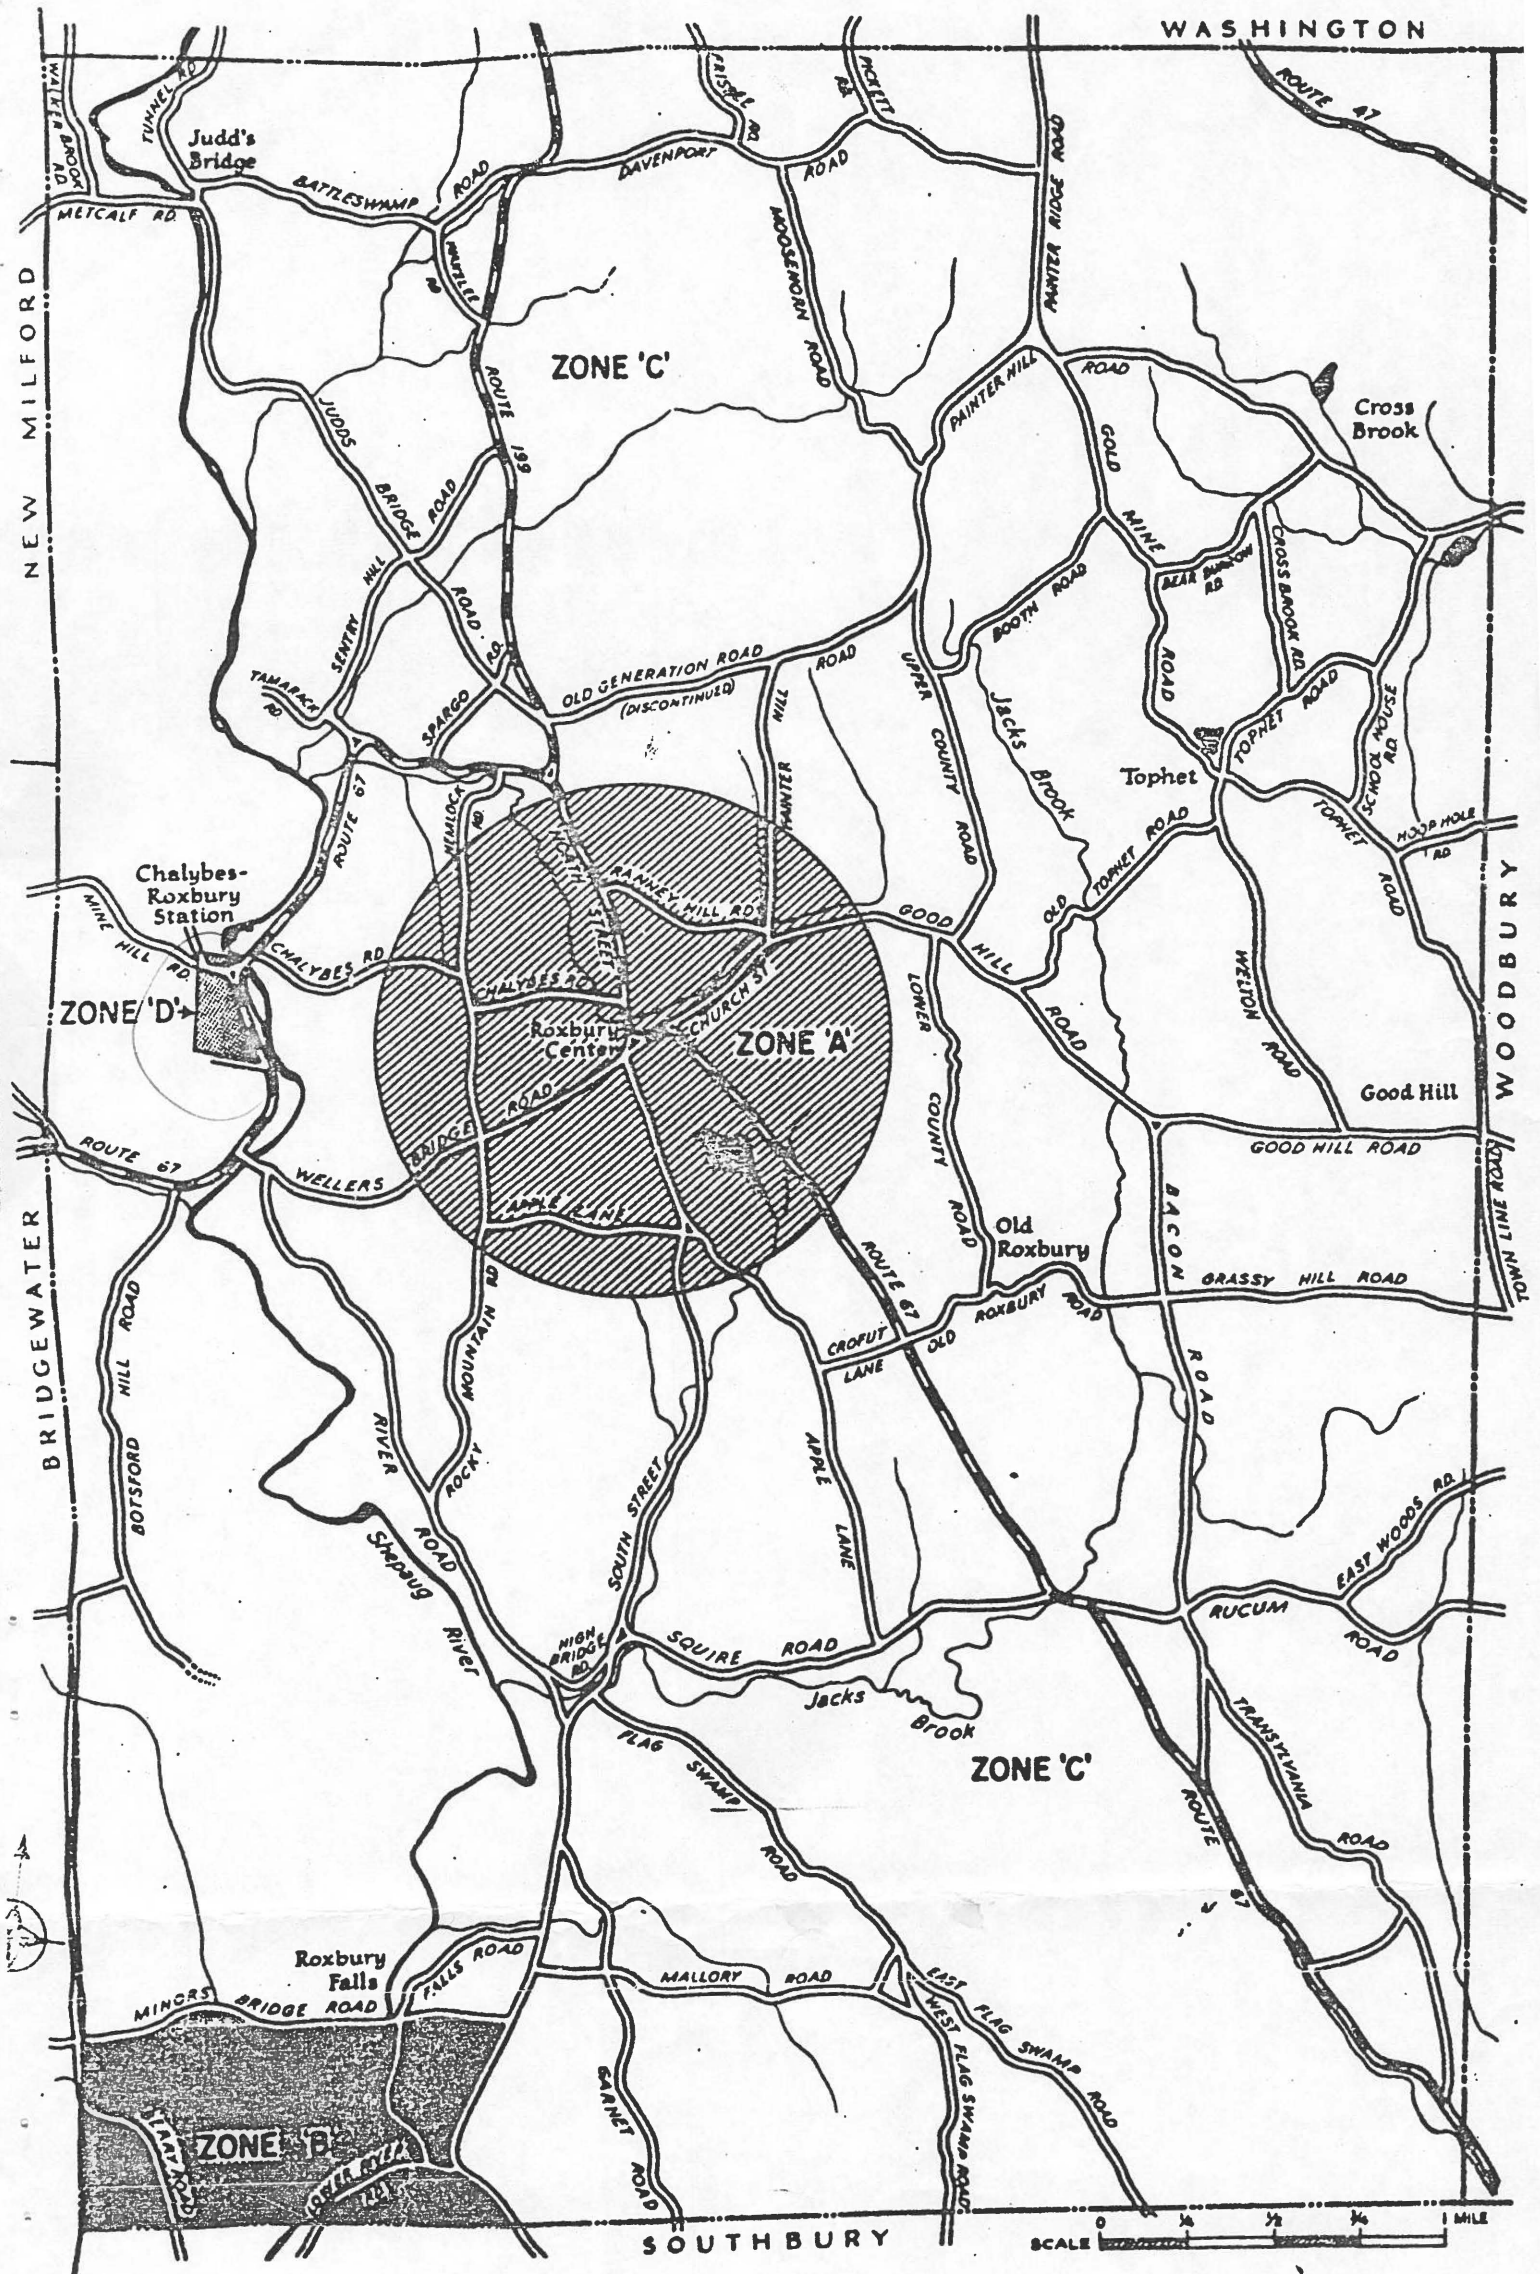 WASHINGTON
ROUTE 47
WALKER BROOK RD.
TUNNEL RD
FRISBIE RD.
PICKETT RD.
Judd's
Bridge
BATTLESWAMP ROAD
DAVENPORT ROAD
PAINTER RIDGE ROAD
PAINTER RIDGE ROAD
METCALF RD.
MOOSEHORN ROAD
NEW MILFORD
ZONE 'C'
ROUTE 199
PAINTER HILL ROAD
GOLD MINE ROAD
Cross
Brook
JUDDS BRIDGE ROAD
SENTRY HILL ROAD
BEAR BURROW
RD.
CROSS BROOK RD.
BOOTH ROAD
TAMARACK
RD.
SPARGO RD.
OLD GENERATION ROAD
(DISCONTINUED)
ROAD
PAINTER HILL
UPPER COUNTY ROAD
Jacks Brook
TOPHET ROAD
SCHOOL HOUSE RD.
Tophet
TOPHET ROAD
HOOP HOLE
RD.
ROUTE 67
HEMLOCK RD.
NORTH STREET
RANNEY HILL RD
Chalybes-
Roxbury
Station
MINE HILL RD.
CHALYBES RD
CHALYBES RD
GOOD HILL ROAD
OLD TOPHET ROAD
WELTON ROAD
WOODBURY
ZONE 'D'
Roxbury
Center
CHURCH ST.
ZONE 'A'
LOWER COUNTY ROAD
Good Hill
GOOD HILL ROAD
TOWN LINE ROAD
ROUTE 67
WELLERS BRIDGE ROAD
APPLE LANE
BRIDGEWATER
BOTSFORD HILL ROAD
ROCKY MOUNTAIN RD
RIVER ROAD
ROUTE 67
Old
Roxbury
BACON ROAD
GRASSY HILL ROAD
CROFUT
LANE
OLD ROXBURY ROAD
APPLE LANE
SOUTH STREET
Shepaug River
EAST WOODS RD.
RUCUM ROAD
HIGH
BRIDGE
RD.
SQUIRE ROAD
Jacks Brook
FLAG SWAMP ROAD
ZONE 'C'
TRANSYLVANIA ROAD
ROUTE 67
Roxbury
Falls
FALLS ROAD
MALLORY ROAD
MINORS BRIDGE ROAD
EAST FLAG SWAMP ROAD
WEST FLAG SWAMP ROAD
GARNET ROAD
ZONE 'B'
SOUTHBURY
SCALE 0 1/4 1/2 3/4 1 MILE